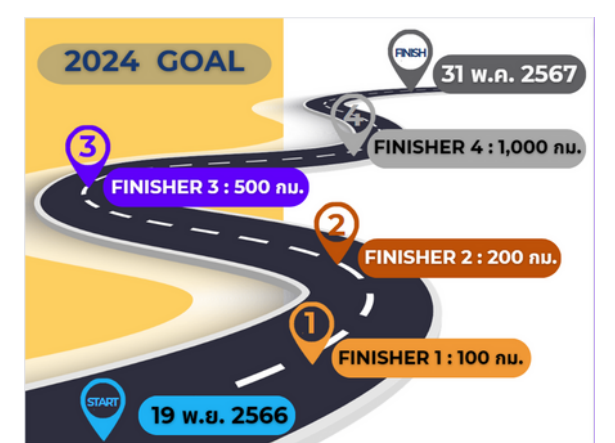 2024 GOAL
FINISH
31 พ.ค. 2567
4
FINISHER 4 : 1,000 กม.
3
FINISHER 3 : 500 กม.
2
FINISHER 2 : 200 กม.
1
FINISHER 1 : 100 กม.
START
19 พ.ย. 2566